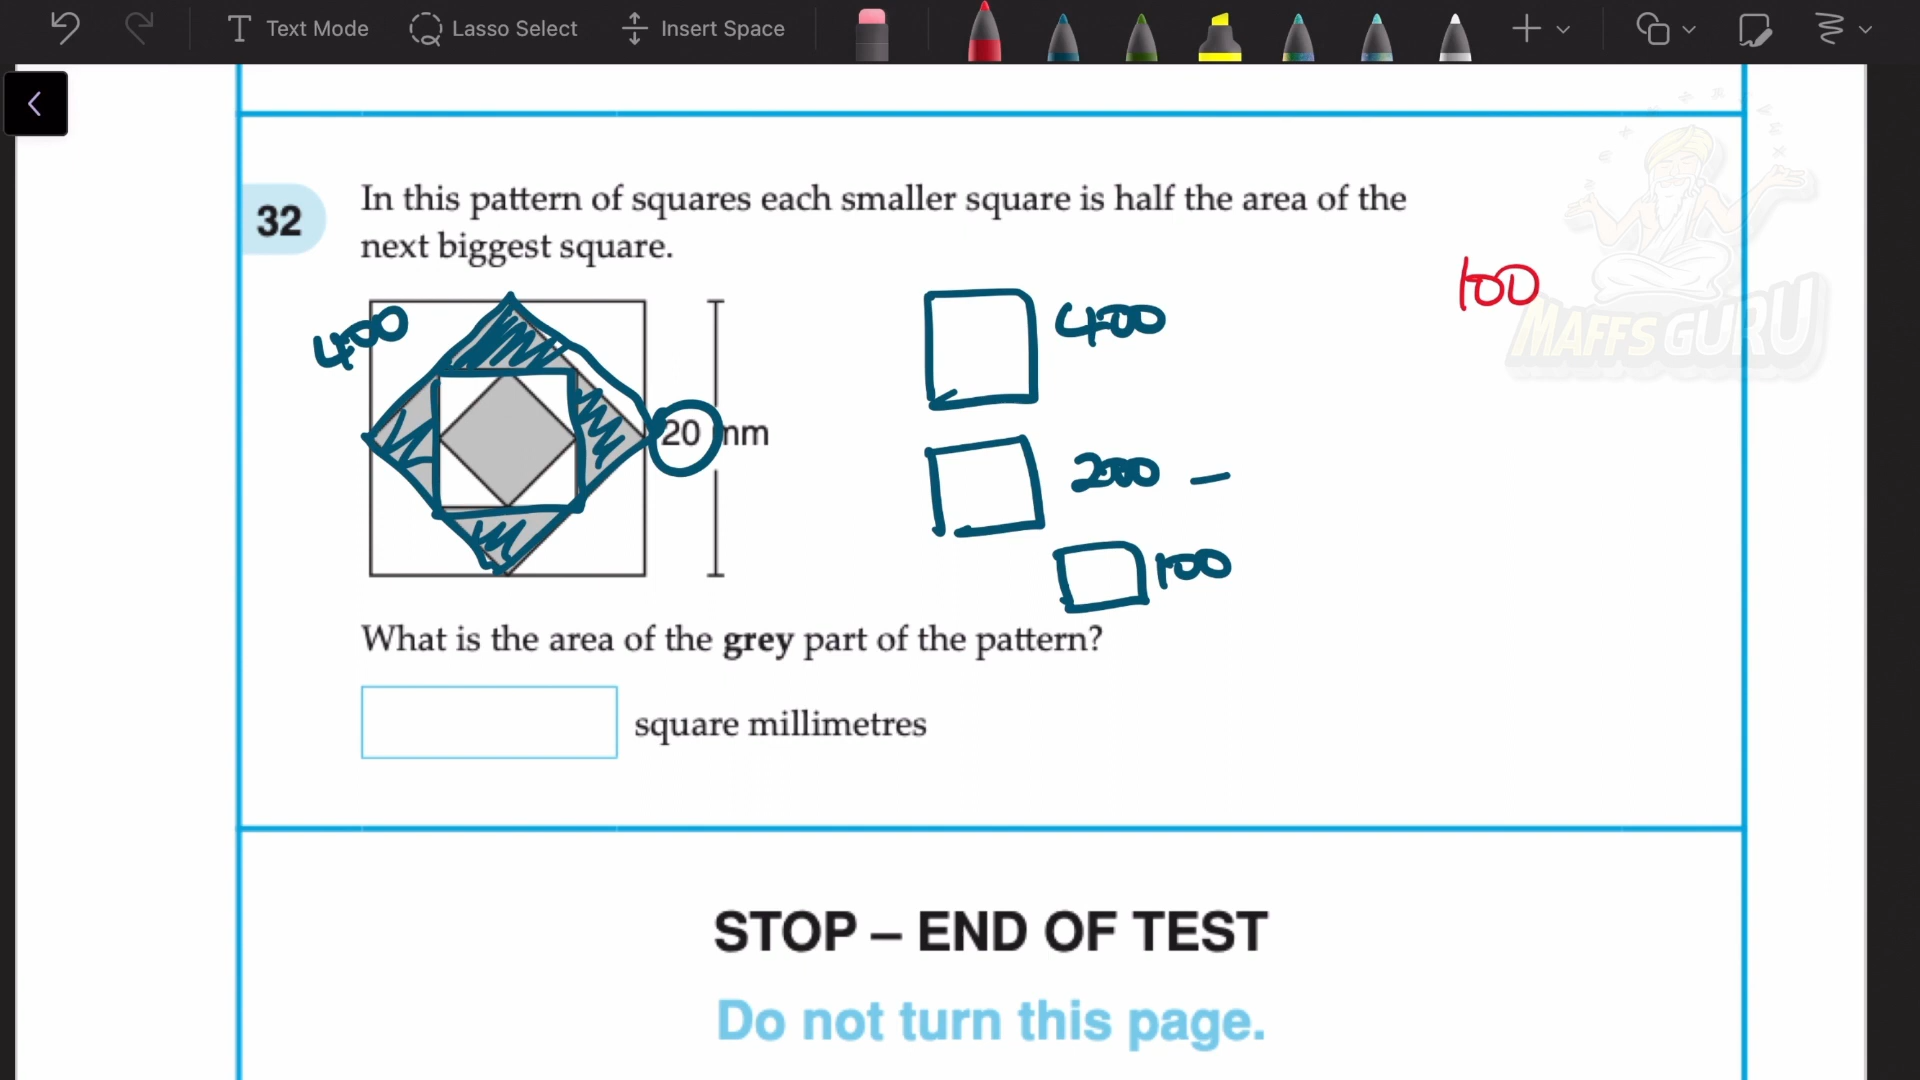 Text Mode Lasso Select Insert Space
32 In this pattern of squares each smaller square is half the area of the
next biggest square.
100
400
400
MAFFSGURU
20 mm
200 –
100
What is the area of the grey part of the pattern?
square millimetres
STOP – END OF TEST
Do not turn this page.